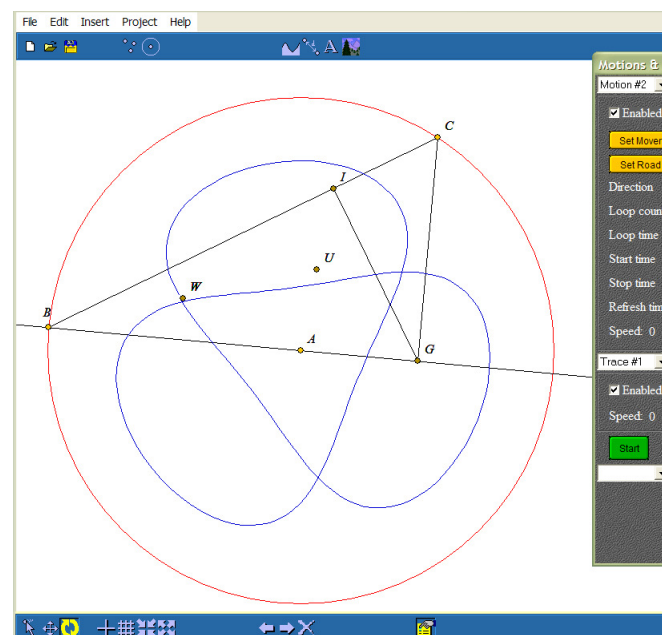 File Edit Insert Project Help
A
Motions &
Motion #2
Enabled
Set Mover
Set Road
Direction
Loop coun
Loop time
Start time
Stop time
Refresh tim
Speed: 0
Trace #1
Enabled
Speed: 0
Start
C
I
U
W
B
A
G